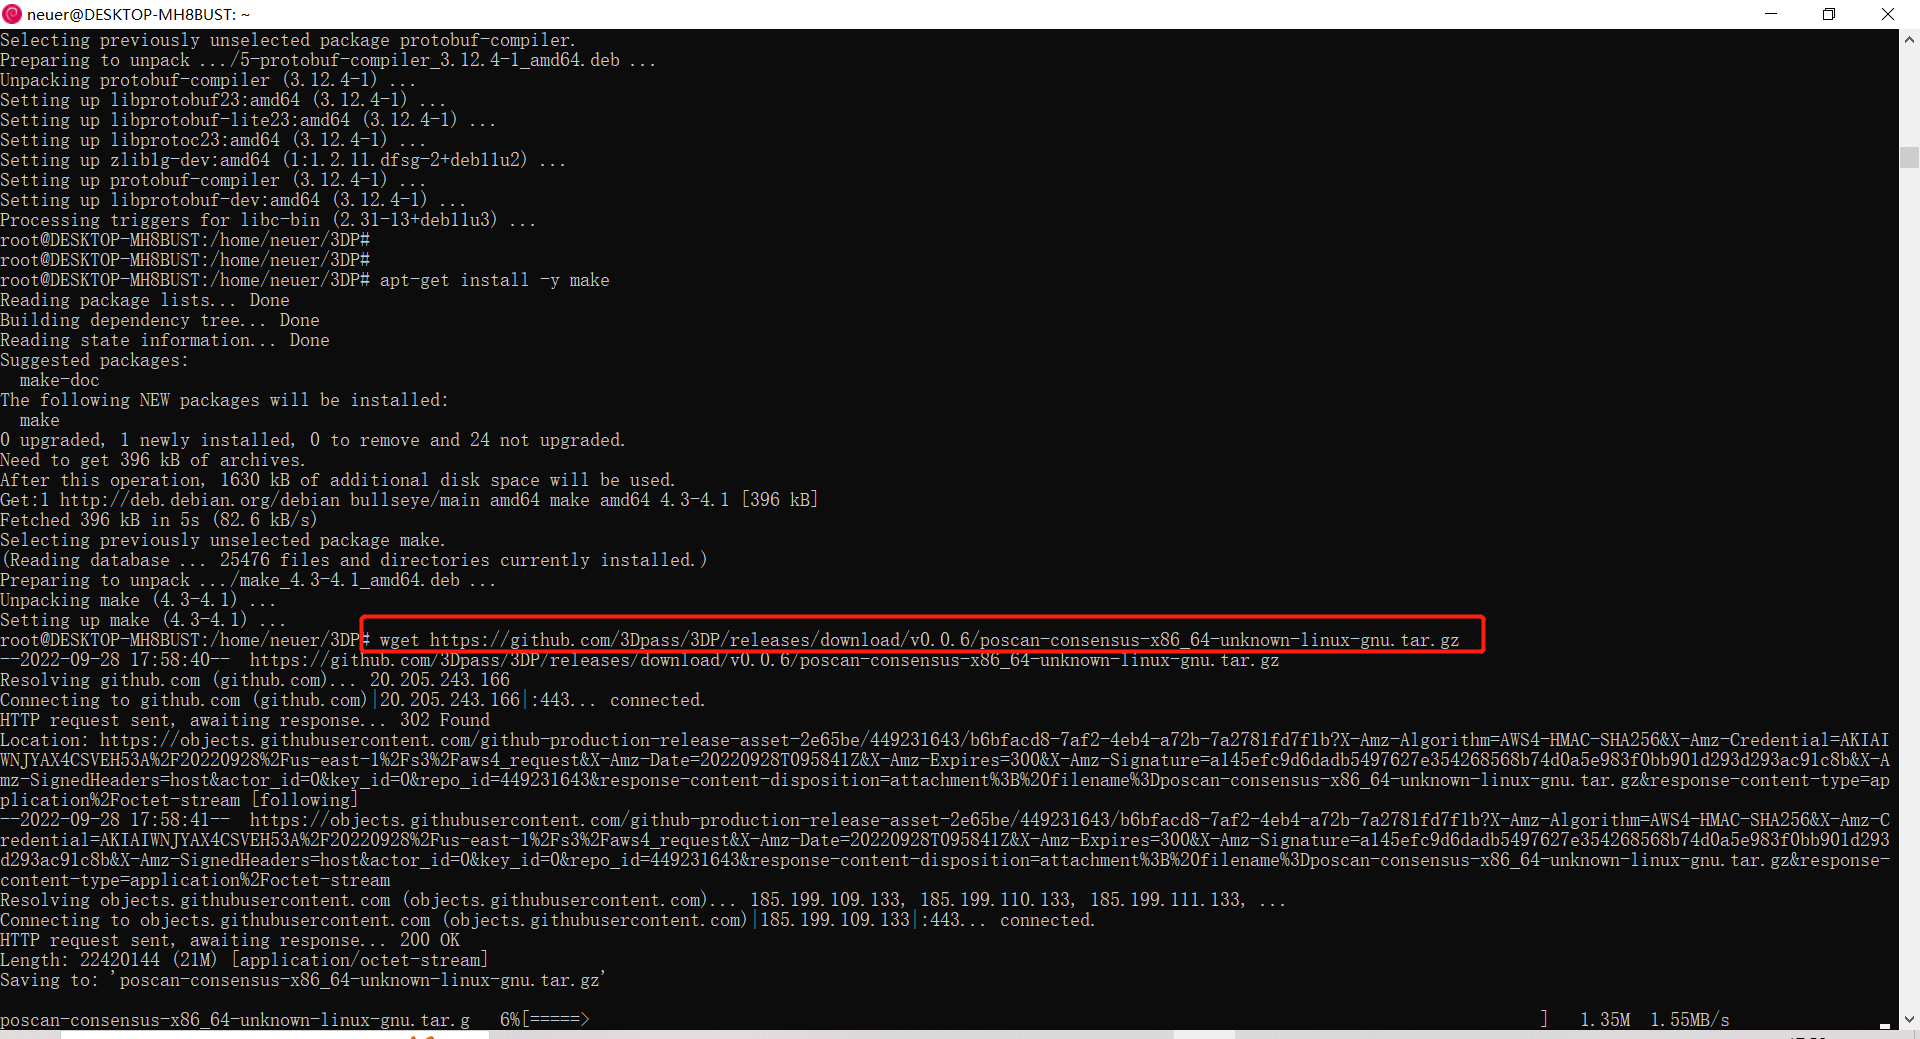 neuer@DESKTOP-MH8BUST: ~
Selecting previously unselected package protobuf-compiler.
Preparing to unpack .../5-protobuf-compiler_3.12.4-1_amd64.deb ...
Unpacking protobuf-compiler (3.12.4-1) ...
Setting up libprotobuf23:amd64 (3.12.4-1) ...
Setting up libprotobuf-lite23:amd64 (3.12.4-1) ...
Setting up libprotoc23:amd64 (3.12.4-1) ...
Setting up zlib1g-dev:amd64 (1:1.2.11.dfsg-2+deb11u2) ...
Setting up protobuf-compiler (3.12.4-1) ...
Setting up libprotobuf-dev:amd64 (3.12.4-1) ...
Processing triggers for libc-bin (2.31-13+deb11u3) ...
root@DESKTOP-MH8BUST:/home/neuer/3DP#
root@DESKTOP-MH8BUST:/home/neuer/3DP#
root@DESKTOP-MH8BUST:/home/neuer/3DP# apt-get install -y make
Reading package lists... Done
Building dependency tree... Done
Reading state information... Done
Suggested packages:
  make-doc
The following NEW packages will be installed:
  make
0 upgraded, 1 newly installed, 0 to remove and 24 not upgraded.
Need to get 396 kB of archives.
After this operation, 1630 kB of additional disk space will be used.
Get:1 http://deb.debian.org/debian bullseye/main amd64 make amd64 4.3-4.1 [396 kB]
Fetched 396 kB in 5s (82.6 kB/s)
Selecting previously unselected package make.
(Reading database ... 25476 files and directories currently installed.)
Preparing to unpack .../make_4.3-4.1_amd64.deb ...
Unpacking make (4.3-4.1) ...
Setting up make (4.3-4.1) ...
root@DESKTOP-MH8BUST:/home/neuer/3DP# wget https://github.com/3Dpass/3DP/releases/download/v0.0.6/poscan-consensus-x86_64-unknown-linux-gnu.tar.gz
--2022-09-28 17:58:40--  https://github.com/3Dpass/3DP/releases/download/v0.0.6/poscan-consensus-x86_64-unknown-linux-gnu.tar.gz
Resolving github.com (github.com)... 20.205.243.166
Connecting to github.com (github.com)|20.205.243.166|:443... connected.
HTTP request sent, awaiting response... 302 Found
Location: https://objects.githubusercontent.com/github-production-release-asset-2e65be/449231643/b6bfacd8-7af2-4eb4-a72b-7a2781fd7f1b?X-Amz-Algorithm=AWS4-HMAC-SHA256&X-Amz-Credential=AKIAI
WNJYAX4CSVEH53A%2F20220928%2Fus-east-1%2Fs3%2Faws4_request&X-Amz-Date=20220928T095841Z&X-Amz-Expires=300&X-Amz-Signature=a145efc9d6dadb5497627e354268568b74d0a5e983f0bb901d293d293ac91c8b&X-A
mz-SignedHeaders=host&actor_id=0&key_id=0&repo_id=449231643&response-content-disposition=attachment%3B%20filename%3Dposcan-consensus-x86_64-unknown-linux-gnu.tar.gz&response-content-type=ap
plication%2Foctet-stream [following]
--2022-09-28 17:58:41--  https://objects.githubusercontent.com/github-production-release-asset-2e65be/449231643/b6bfacd8-7af2-4eb4-a72b-7a2781fd7f1b?X-Amz-Algorithm=AWS4-HMAC-SHA256&X-Amz-C
redential=AKIAIWNJYAX4CSVEH53A%2F20220928%2Fus-east-1%2Fs3%2Faws4_request&X-Amz-Date=20220928T095841Z&X-Amz-Expires=300&X-Amz-Signature=a145efc9d6dadb5497627e354268568b74d0a5e983f0bb901d293
d293ac91c8b&X-Amz-SignedHeaders=host&actor_id=0&key_id=0&repo_id=449231643&response-content-disposition=attachment%3B%20filename%3Dposcan-consensus-x86_64-unknown-linux-gnu.tar.gz&response-
content-type=application%2Foctet-stream
Resolving objects.githubusercontent.com (objects.githubusercontent.com)... 185.199.109.133, 185.199.110.133, 185.199.111.133, ...
Connecting to objects.githubusercontent.com (objects.githubusercontent.com)|185.199.109.133|:443... connected.
HTTP request sent, awaiting response... 200 OK
Length: 22420144 (21M) [application/octet-stream]
Saving to: 'poscan-consensus-x86_64-unknown-linux-gnu.tar.gz'
poscan-consensus-x86_64-unknown-linux-gnu.tar.g   6%[=====>                    ]   1.35M  1.55MB/s